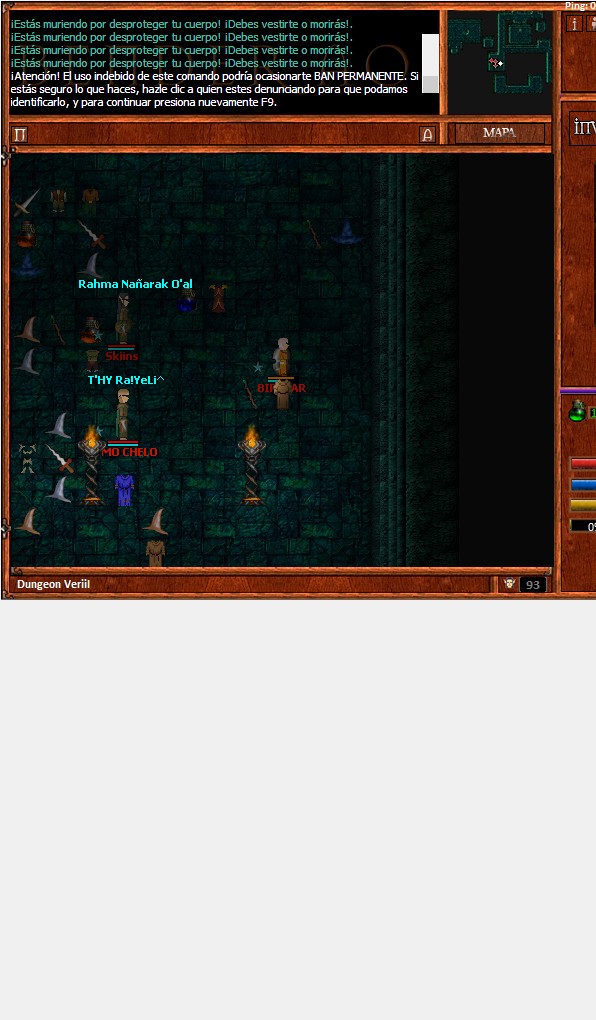 Ping: 0
¡Estás muriendo por desproteger tu cuerpo! ¡Debes vestirte o morirás!.
¡Estás muriendo por desproteger tu cuerpo! ¡Debes vestirte o morirás!.
¡Estás muriendo por desproteger tu cuerpo! ¡Debes vestirte o morirás!.
¡Estás muriendo por desproteger tu cuerpo! ¡Debes vestirte o morirás!.
¡Atención! El uso indebido de este comando podría ocasionarte BAN PERMANENTE. Si
estás seguro lo que haces, hazle clic a quien estes denunciando para que podamos
identificarlo, y para continuar presiona nuevamente F9.
MAPA
Rahma Nañarak O'al
Skiins
T'HY Ra!YeLi^
MO CHELO
0%
Dungeon Veriil
93